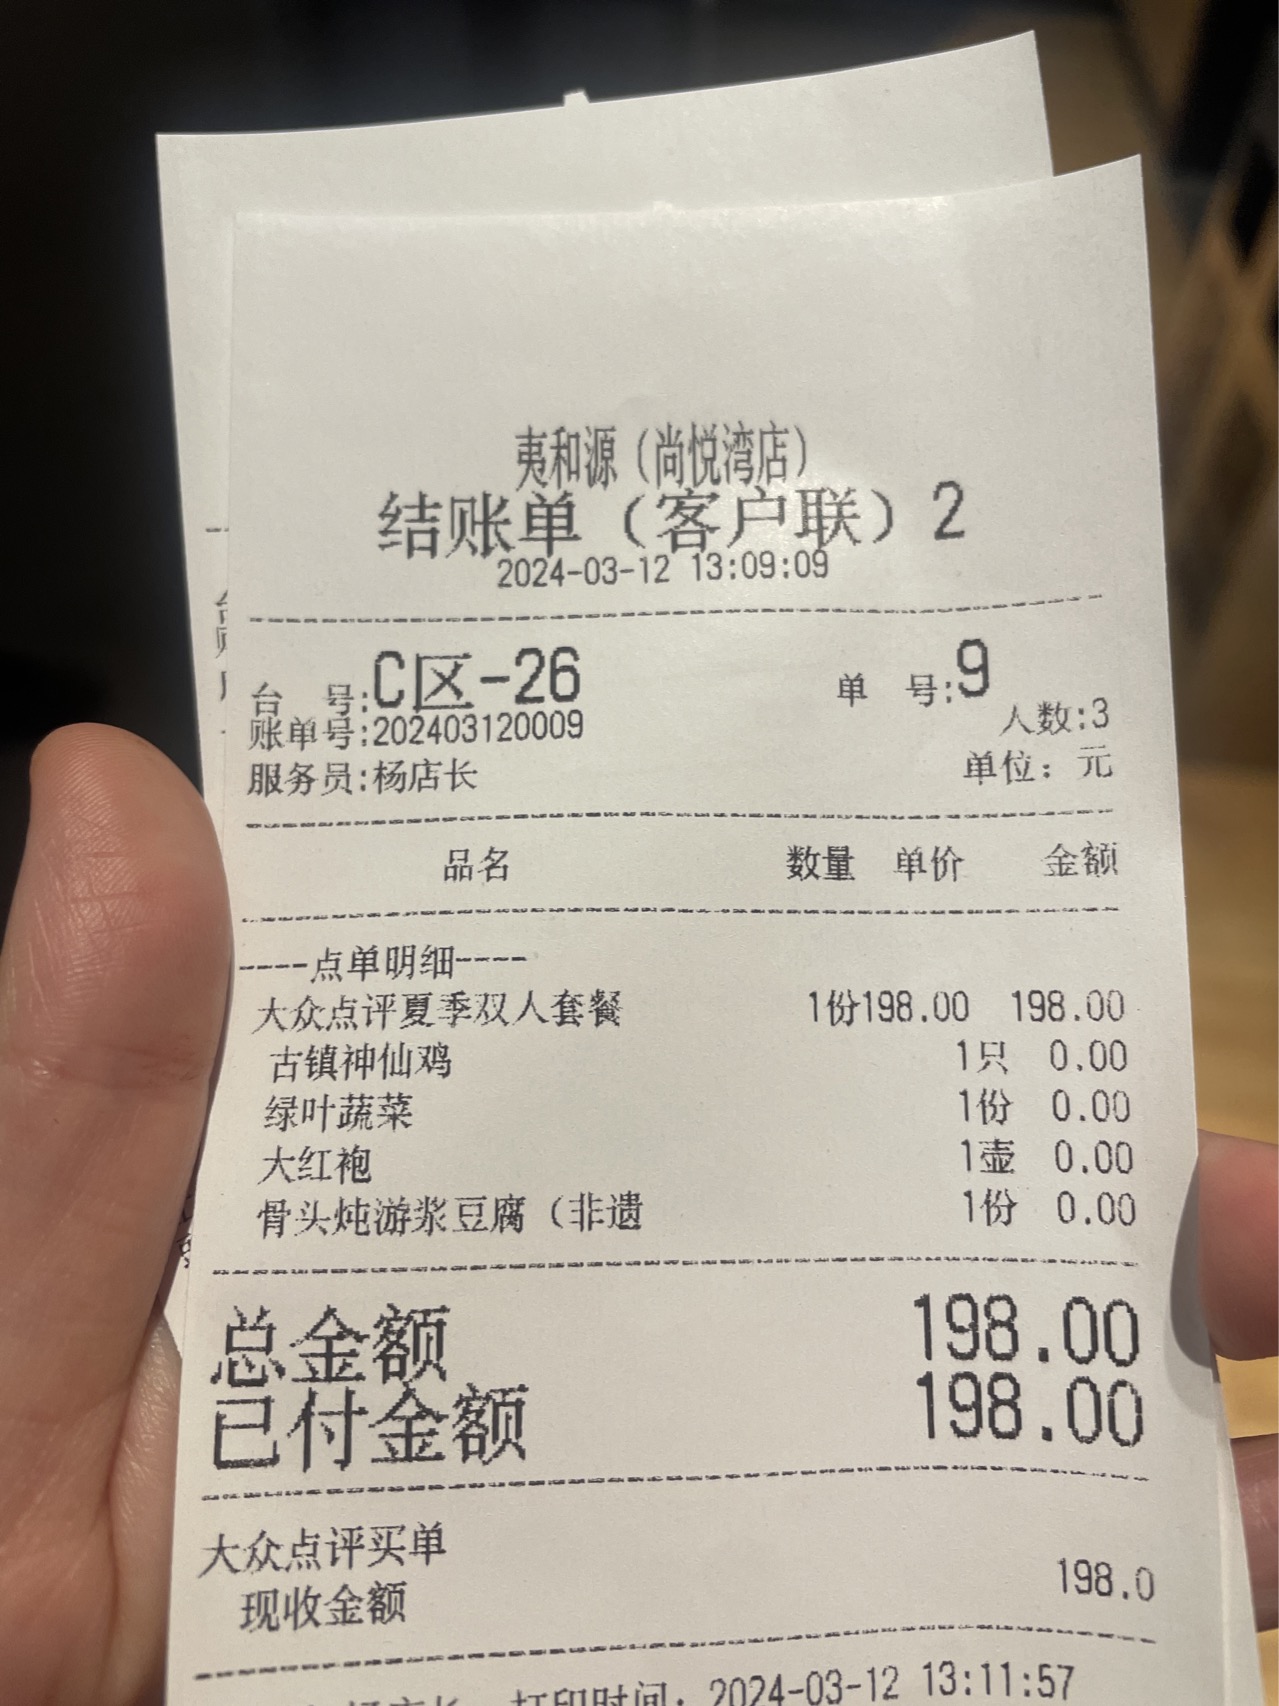 夷和源（尚悦湾店）
结账单（客户联）2
2024-03-12 13:09:09
台 号:C区-26 单 号:9
账单号:202403120009 人数:3
服务员:杨店长 单位：元
品名 数量 单价 金额
----点单明细----
大众点评夏季双人套餐 1份198.00 198.00
古镇神仙鸡 1只 0.00
绿叶蔬菜 1份 0.00
大红袍 1壶 0.00
骨头炖游浆豆腐（非遗 1份 0.00
总金额 198.00
已付金额 198.00
大众点评买单
现收金额 198.0
杨店长 打印时间：2024-03-12 13:11:57